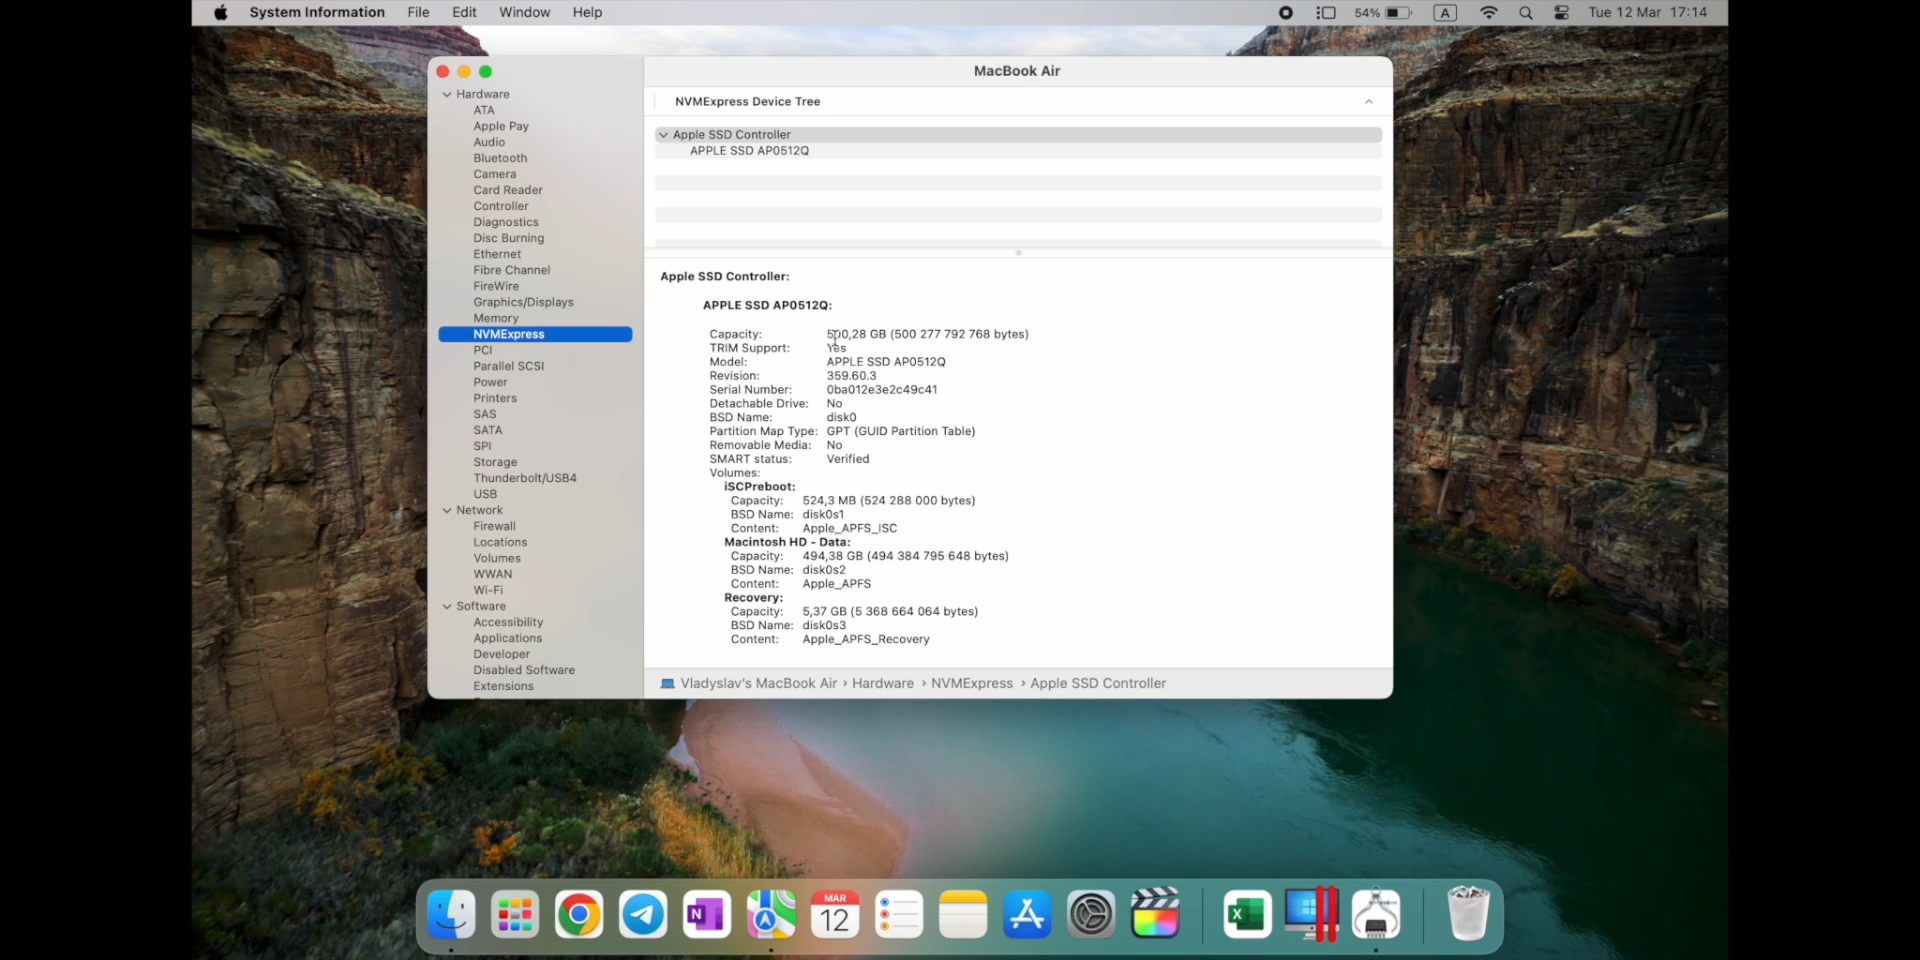 System Information File Edit Window Help
54% A Tue 12 Mar 17:14
MacBook Air
Hardware
ATA
Apple Pay
Audio
Bluetooth
Camera
Card Reader
Controller
Diagnostics
Disc Burning
Ethernet
Fibre Channel
FireWire
Graphics/Displays
Memory
NVMExpress
PCI
Parallel SCSI
Power
Printers
SAS
SATA
SPI
Storage
Thunderbolt/USB4
USB
Network
Firewall
Locations
Volumes
WWAN
Wi-Fi
Software
Accessibility
Applications
Developer
Disabled Software
Extensions
NVMExpress Device Tree
Apple SSD Controller
APPLE SSD AP0512Q
Apple SSD Controller:
APPLE SSD AP0512Q:
Capacity: 500,28 GB (500 277 792 768 bytes)
TRIM Support: Yes
Model: APPLE SSD AP0512Q
Revision: 359.60.3
Serial Number: 0ba012e3e2c49c41
Detachable Drive: No
BSD Name: disk0
Partition Map Type: GPT (GUID Partition Table)
Removable Media: No
SMART status: Verified
Volumes:
iSCPreboot:
Capacity: 524,3 MB (524 288 000 bytes)
BSD Name: disk0s1
Content: Apple_APFS_ISC
Macintosh HD - Data:
Capacity: 494,38 GB (494 384 795 648 bytes)
BSD Name: disk0s2
Content: Apple_APFS
Recovery:
Capacity: 5,37 GB (5 368 664 064 bytes)
BSD Name: disk0s3
Content: Apple_APFS_Recovery
Vladyslav's MacBook Air › Hardware › NVMExpress › Apple SSD Controller
N
MAR
12
X